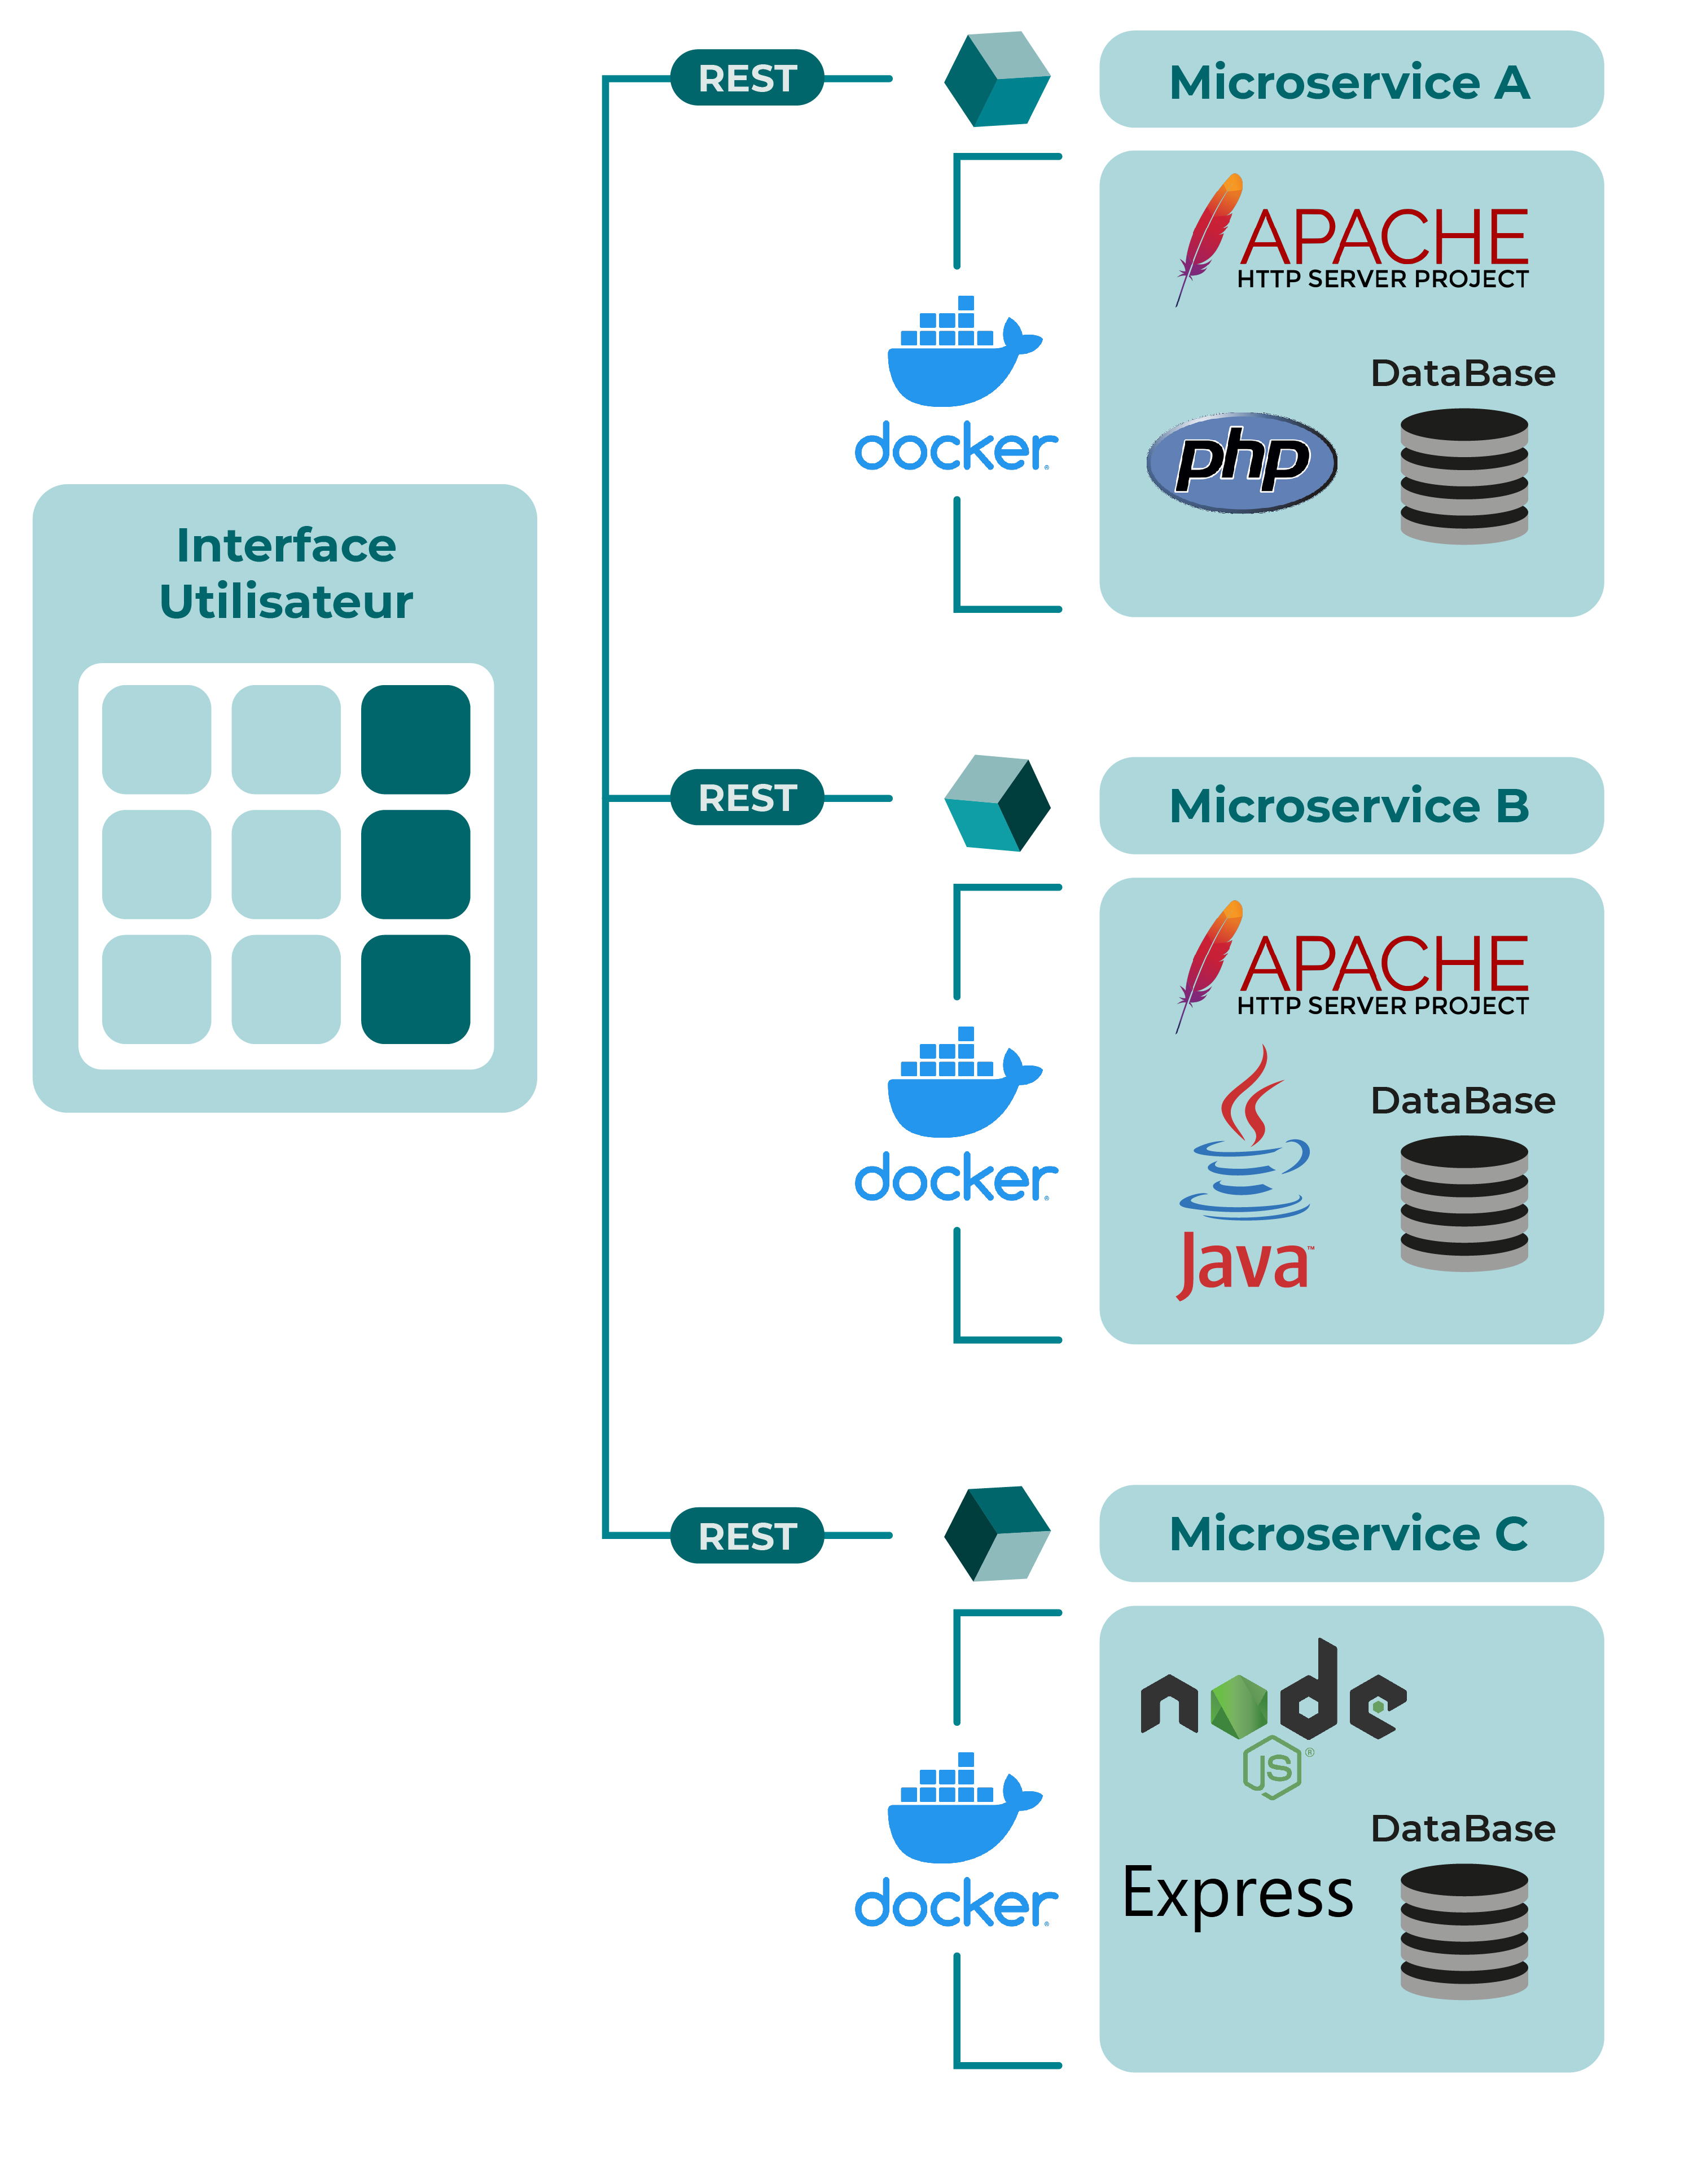 Interface
Utilisateur
REST
Microservice A
APACHE
HTTP SERVER PROJECT
docker
php
DataBase
REST
Microservice B
APACHE
HTTP SERVER PROJECT
docker
Java™
DataBase
REST
Microservice C
node
JS®
docker
Express
DataBase